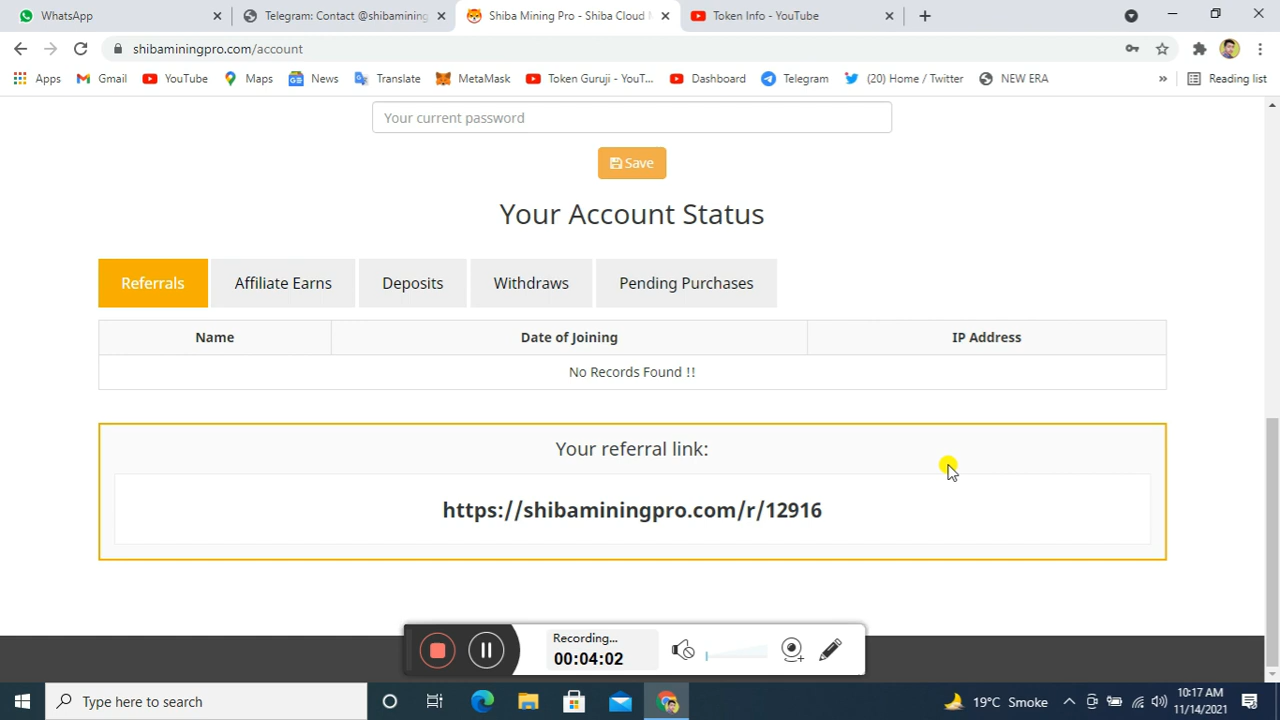 WhatsApp
Telegram: Contact @shibamining
Shiba Mining Pro - Shiba Cloud
Token Info - YouTube
shibaminingpro.com/account
Apps
Gmail
YouTube
Maps
News
Translate
MetaMask
Token Guruji - YouT...
Dashboard
Telegram
(20) Home / Twitter
NEW ERA
»
Reading list
Your current password
Save
Your Account Status
Referrals
Affiliate Earns
Deposits
Withdraws
Pending Purchases
Name
Date of Joining
IP Address
No Records Found !!
Your referral link:
https://shibaminingpro.com/r/12916
Recording...
00:04:02
Type here to search
19°C Smoke
10:17 AM
11/14/2021